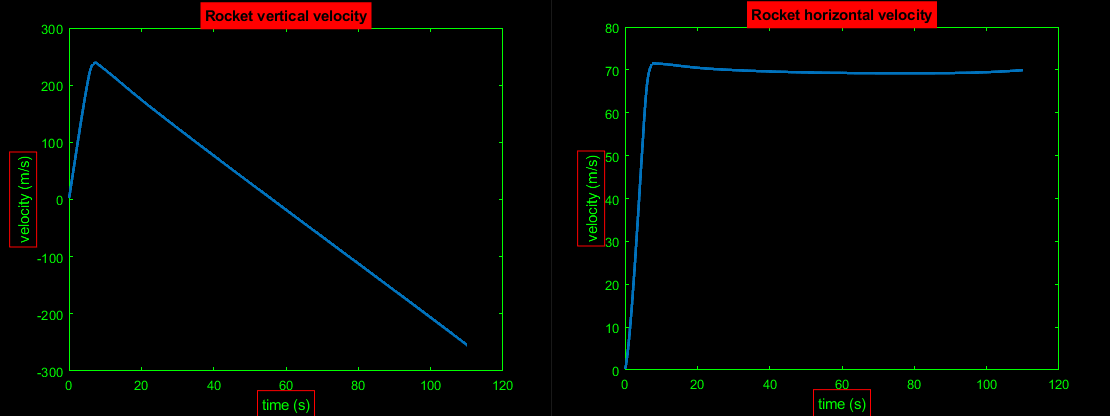 Rocket vertical velocity
300
200
100
0
-100
-200
-300
velocity (m/s)
0 20 40 60 80 100 120
time (s)
Rocket horizontal velocity
80
70
60
50
40
30
20
10
0
velocity (m/s)
0 20 40 60 80 100 120
time (s)